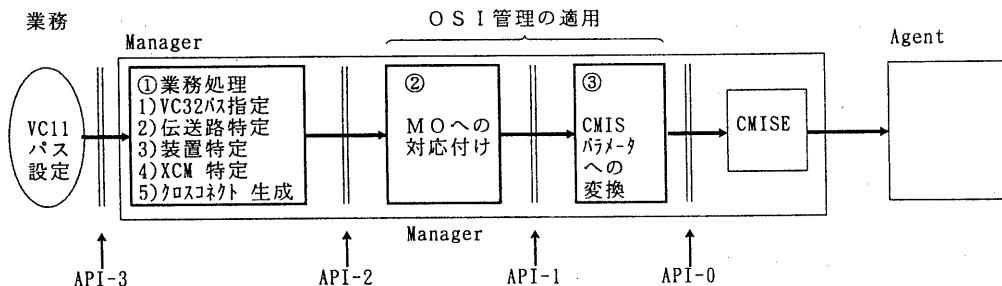 業務
OSI管理の適用
Manager
Agent
VC11
パス
設定
①業務処理
1)VC32パス指定
2)伝送路特定
3)装置特定
4)XCM 特定
5)クロスコネクト 生成
②
MOへの
対応付け
③
CMIS
パラメータ
への
変換
CMISE
Manager
API-3
API-2
API-1
API-0